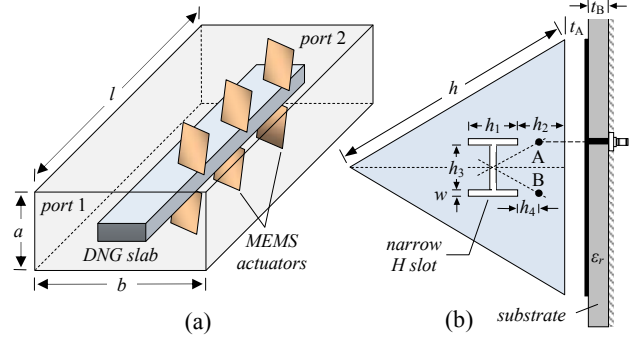 l
port 2
port 1
a
DNG slab
MEMS
actuators
b
(a)
t_B
t_A
h
h_1
h_2
h_3
A
B
w
h_4
narrow
H slot
ε_r
substrate
(b)